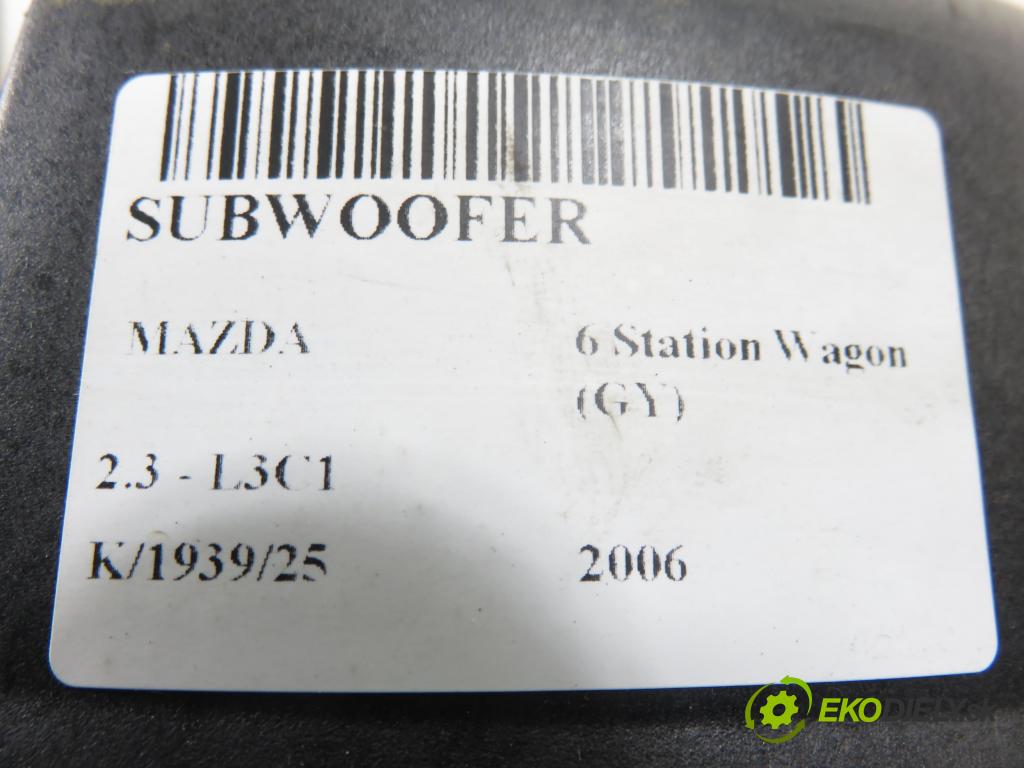 SUBWOOFER
MAZDA 6 Station Wagon
(GY)
2.3 - L3C1
K/1939/25 2006
EKODIELY.sk